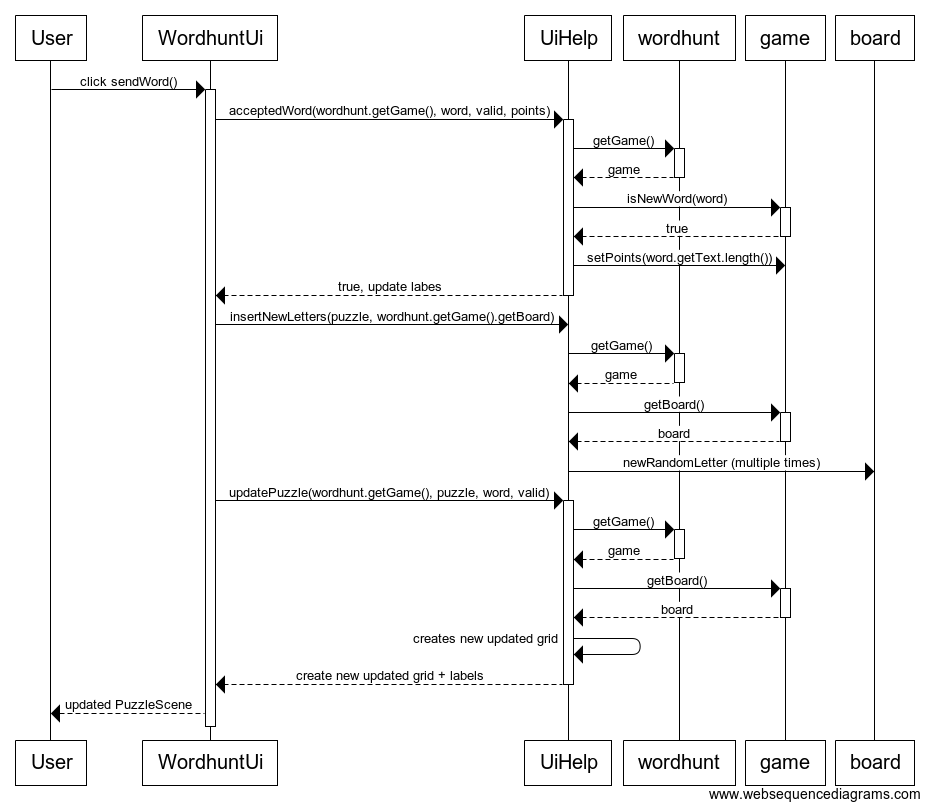 User WordhuntUi UiHelp wordhunt game board
click sendWord()
acceptedWord(wordhunt.getGame(), word, valid, points)
getGame()
game
isNewWord(word)
true
setPoints(word.getText.length())
true, update labes
insertNewLetters(puzzle, wordhunt.getGame().getBoard)
getGame()
game
getBoard()
board
newRandomLetter (multiple times)
updatePuzzle(wordhunt.getGame(), puzzle, word, valid)
getGame()
game
getBoard()
board
creates new updated grid
create new updated grid + labels
updated PuzzleScene
User WordhuntUi UiHelp wordhunt game board
www.websequencediagrams.com